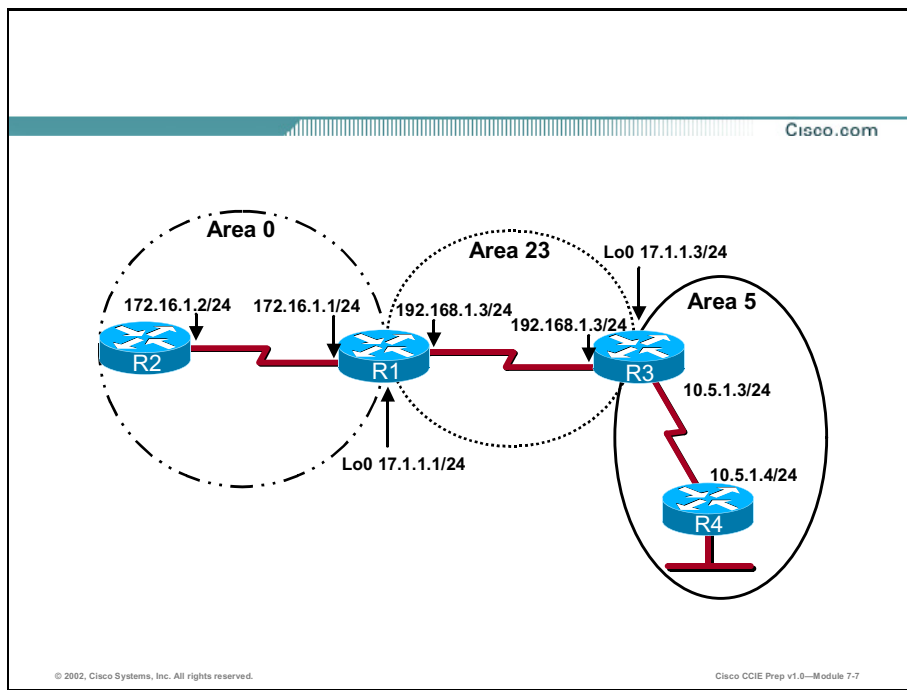 Cisco.com
Area 0
Area 23
Lo0 17.1.1.3/24
Area 5
172.16.1.2/24
172.16.1.1/24
192.168.1.3/24
192.168.1.3/24
R2
R1
R3
10.5.1.3/24
Lo0 17.1.1.1/24
10.5.1.4/24
R4
© 2002, Cisco Systems, Inc. All rights reserved.
Cisco CCIE Prep v1.0—Module 7-7